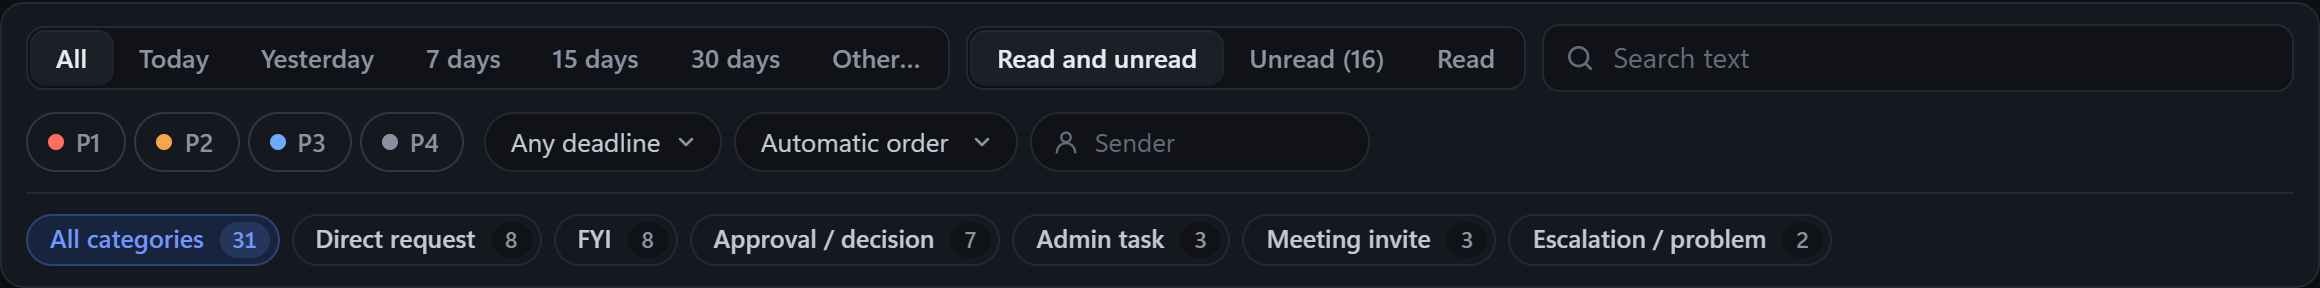 All Today Yesterday 7 days 15 days 30 days Other... Read and unread Unread (16) Read Search text
P1 P2 P3 P4 Any deadline Automatic order Sender
All categories 31 Direct request 8 FYI 8 Approval / decision 7 Admin task 3 Meeting invite 3 Escalation / problem 2